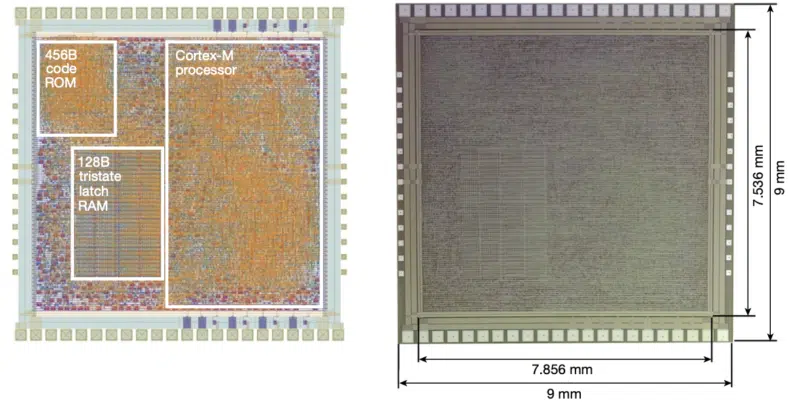 456B
code
ROM
Cortex-M
processor
128B
tristate
latch
RAM
7.536 mm
9 mm
7.856 mm
9 mm